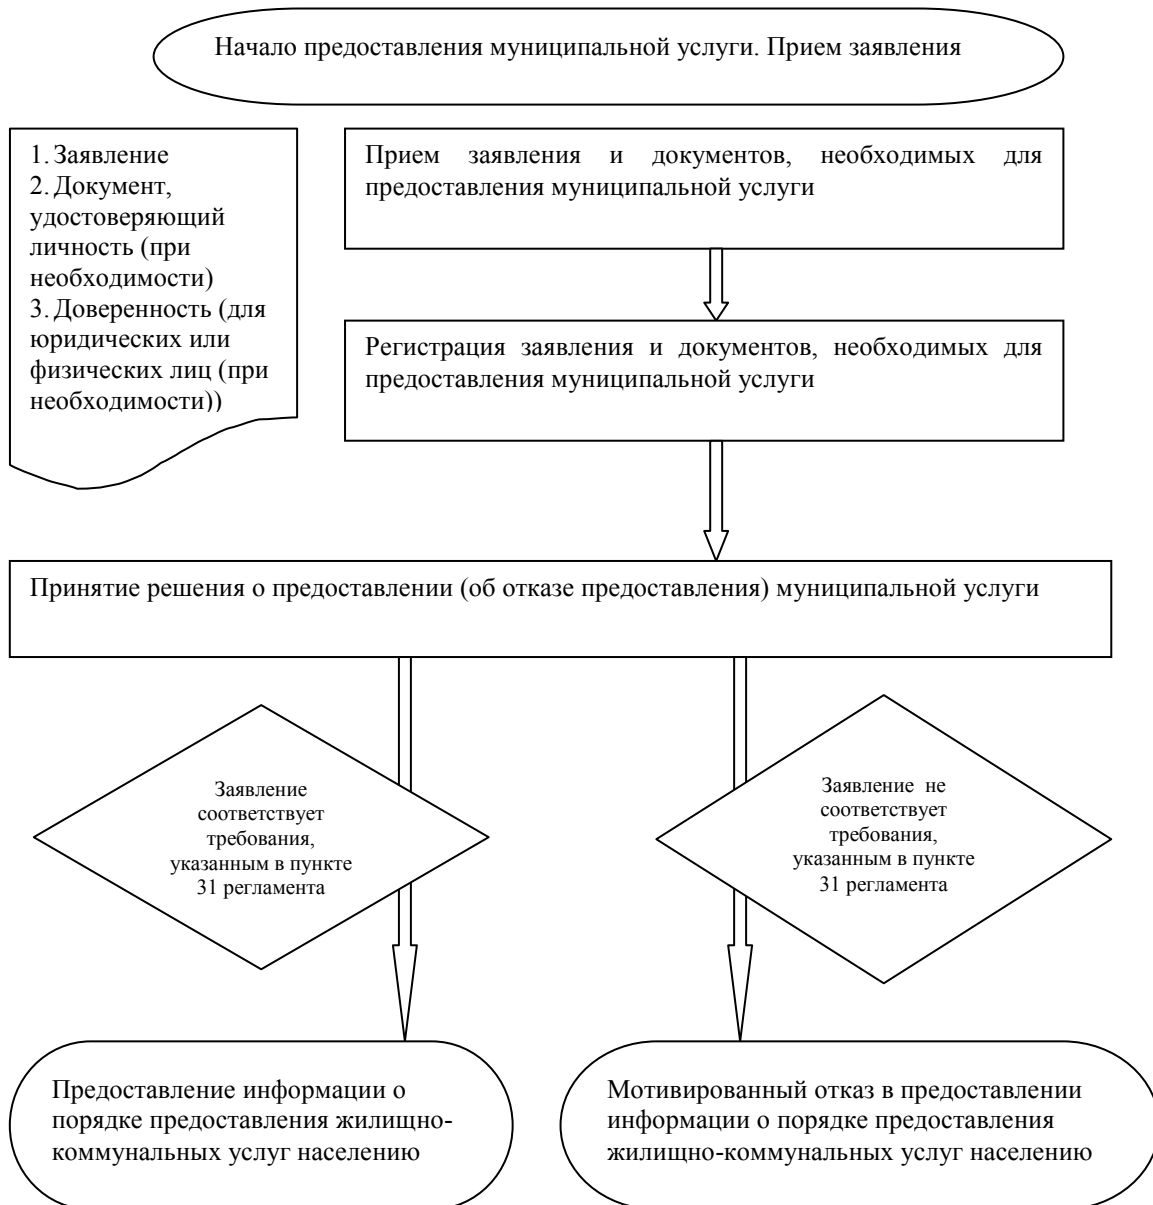 Начало предоставления муниципальной услуги. Прием заявления
1. Заявление
2. Документ,
удостоверяющий
личность (при
необходимости)
3. Доверенность (для
юридических или
физических лиц (при
необходимости))
Прием заявления и документов, необходимых для
предоставления муниципальной услуги
Регистрация заявления и документов, необходимых для
предоставления муниципальной услуги
Принятие решения о предоставлении (об отказе предоставления) муниципальной услуги
Заявление
соответствует
требования,
указанным в пункте
31 регламента
Заявление не
соответствует
требования,
указанным в пункте
31 регламента
Предоставление информации о
порядке предоставления жилищно-
коммунальных услуг населению
Мотивированный отказ в предоставлении
информации о порядке предоставления
жилищно-коммунальных услуг населению